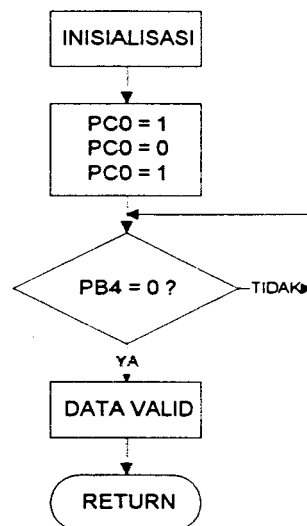 INISIALISASI
PC0 = 1
PC0 = 0
PC0 = 1
PB4 = 0 ?
TIDAK
YA
DATA VALID
RETURN